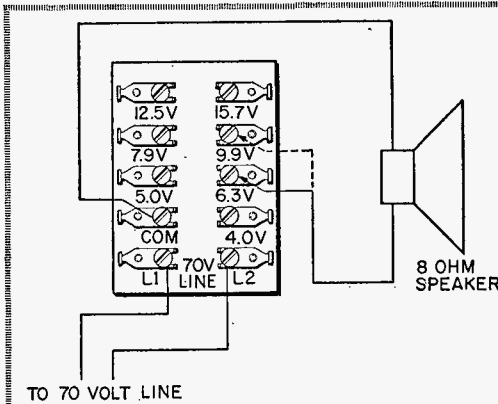 12.5V 15.7V
7.9V 9.9V
5.0V 6.3V
COM 4.0V
L1 70V LINE L2
8 OHM
SPEAKER
TO 70 VOLT LINE